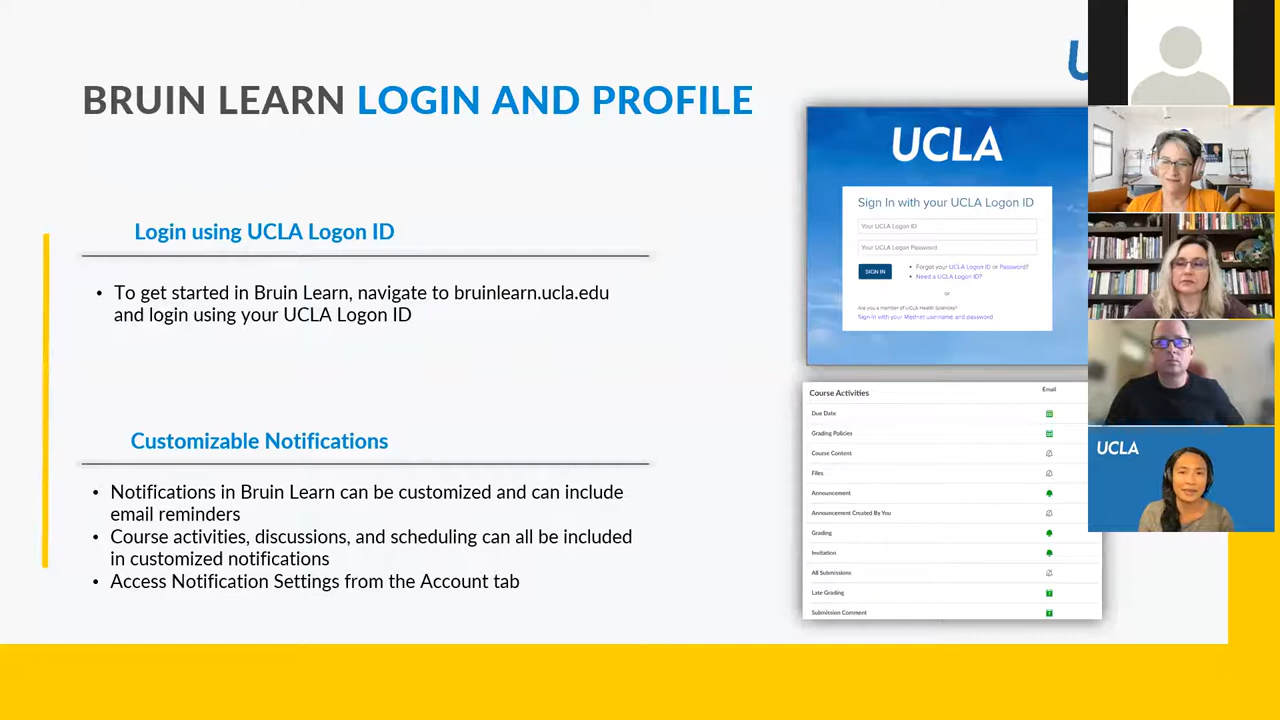 BRUIN LEARN LOGIN AND PROFILE
Login using UCLA Logon ID
• To get started in Bruin Learn, navigate to bruinlearn.ucla.edu
and login using your UCLA Logon ID
Customizable Notifications
• Notifications in Bruin Learn can be customized and can include
email reminders
• Course activities, discussions, and scheduling can all be included
in customized notifications
• Access Notification Settings from the Account tab
UCLA
Sign In with your UCLA Logon ID
Your UCLA Logon ID
Your UCLA Logon Password
SIGN IN
• Forgot your UCLA Logon ID or Password?
• Need a UCLA Logon ID?
or
Are you a member of UCLA Health Sciences?
Sign in with your Mednet username and password
Course Activities Email
Due Date
Grading Policies
Course Content
Files
Announcement
Announcement Created By You
Grading
Invitation
All Submissions
Late Grading
Submission Comment
U
UCLA